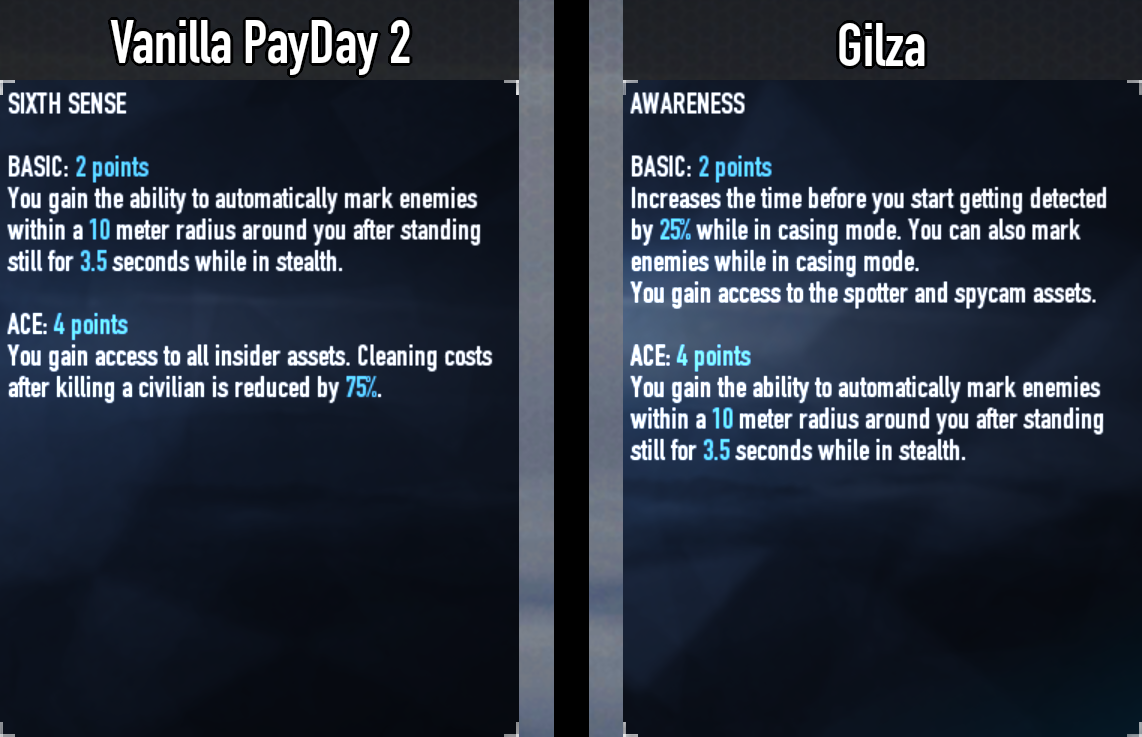 Vanilla PayDay 2
SIXTH SENSE
BASIC: 2 points
You gain the ability to automatically mark enemies
within a 10 meter radius around you after standing
still for 3.5 seconds while in stealth.
ACE: 4 points
You gain access to all insider assets. Cleaning costs
after killing a civilian is reduced by 75%.
Gilza
AWARENESS
BASIC: 2 points
Increases the time before you start getting detected
by 25% while in casing mode. You can also mark
enemies while in casing mode.
You gain access to the spotter and spycam assets.
ACE: 4 points
You gain the ability to automatically mark enemies
within a 10 meter radius around you after standing
still for 3.5 seconds while in stealth.